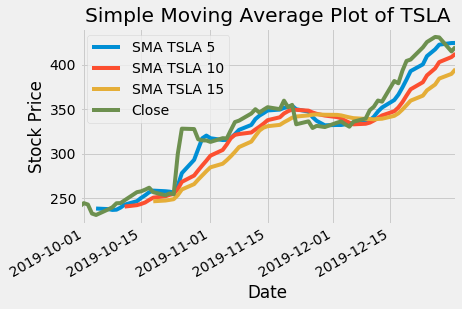 Simple Moving Average Plot of TSLA
SMA TSLA 5
SMA TSLA 10
SMA TSLA 15
Close
Stock Price
400
350
300
250
2019-10-01
2019-10-15
2019-11-01
2019-11-15
2019-12-01
2019-12-15
Date